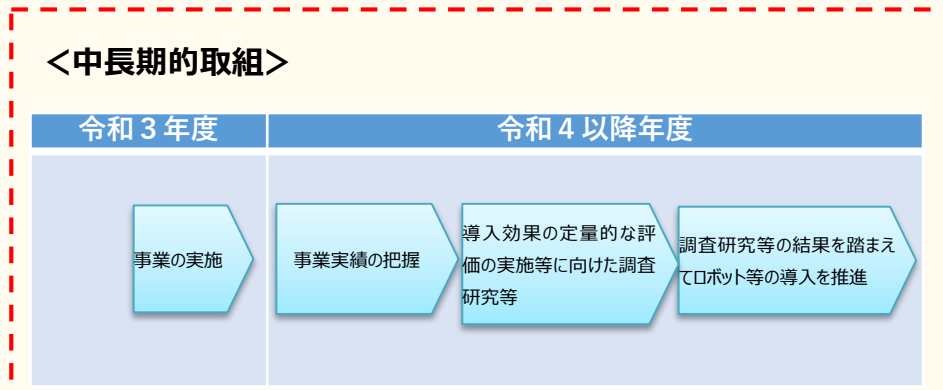 ＜中長期的取組＞
令和３年度
令和４以降年度
事業の実施
事業実績の把握
導入効果の定量的な評
価の実施等に向けた調査
研究等
調査研究等の結果を踏まえ
てロボット等の導入を推進